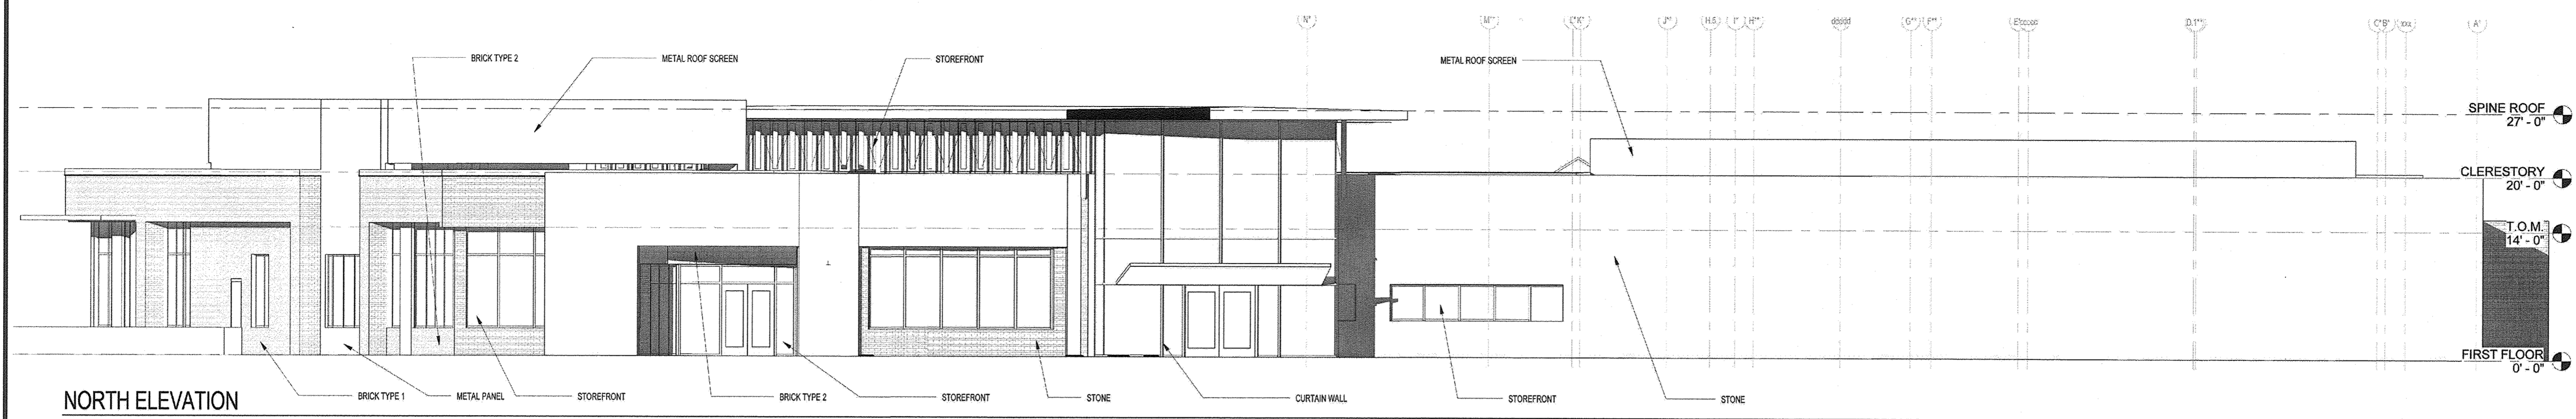 N* M** L*K* J** H.5 I* H** ddddd G** F** D.1** C*B* xxx A*
BRICK TYPE 2 METAL ROOF SCREEN STOREFRONT METAL ROOF SCREEN
SPINE ROOF
27' - 0"
CLERESTORY
20' - 0"
T.O.M.
14' - 0"
FIRST FLOOR
0' - 0"
BRICK TYPE 1 METAL PANEL STOREFRONT BRICK TYPE 2 STOREFRONT STONE CURTAIN WALL STOREFRONT STONE
NORTH ELEVATION